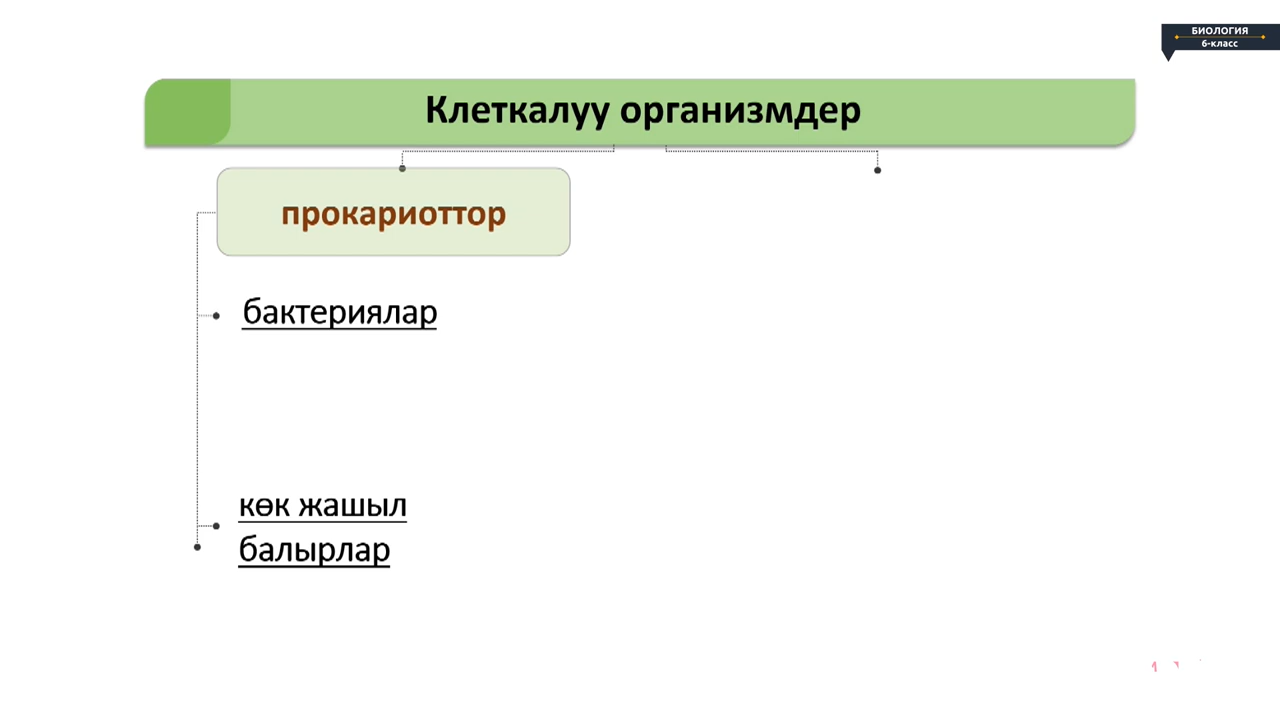 БИОЛОГИЯ
6-класс
Клеткалуу организмдер
прокариоттор
бактериялар
көк жашыл
балырлар